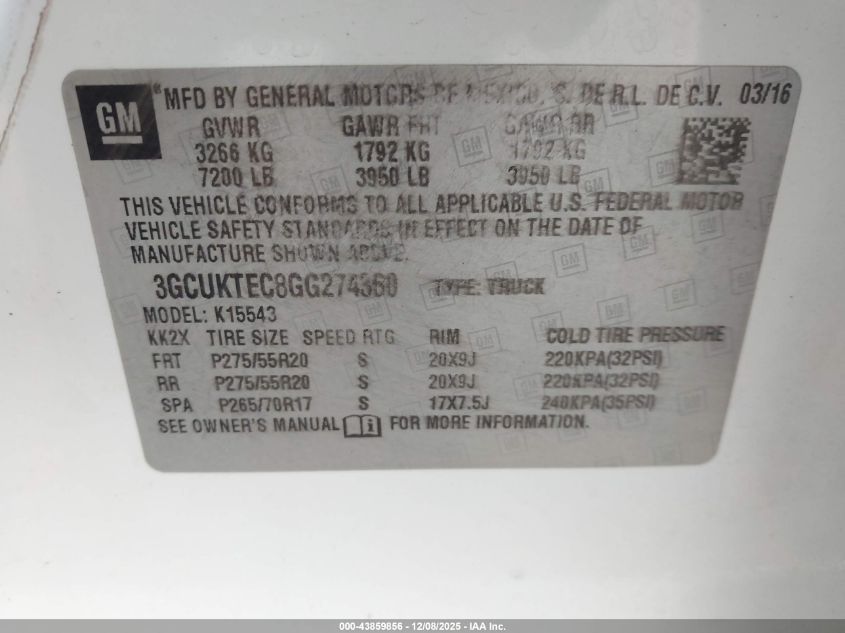 GM
® MFD BY GENERAL MOTORS DE MEXICO, S. DE R.L. DE C.V. 03/16
GVWR GAWR FRT GAWR RR
3266 KG 1792 KG 1792 KG
7200 LB 3950 LB 3950 LB
THIS VEHICLE CONFORMS TO ALL APPLICABLE U.S. FEDERAL MOTOR
VEHICLE SAFETY STANDARDS IN EFFECT ON THE DATE OF
MANUFACTURE SHOWN ABOVE.
3GCUKTEC8GG274360 TYPE: TRUCK
MODEL: K15543
KK2X TIRE SIZE SPEED RTG RIM COLD TIRE PRESSURE
FRT P275/55R20 S 20X9J 220KPA(32PSI)
RR P275/55R20 S 20X9J 220KPA(32PSI)
SPA P265/70R17 S 17X7.5J 240KPA(35PSI)
SEE OWNER'S MANUAL i FOR MORE INFORMATION.
000-43859856 - 12/08/2025 - IAA Inc.